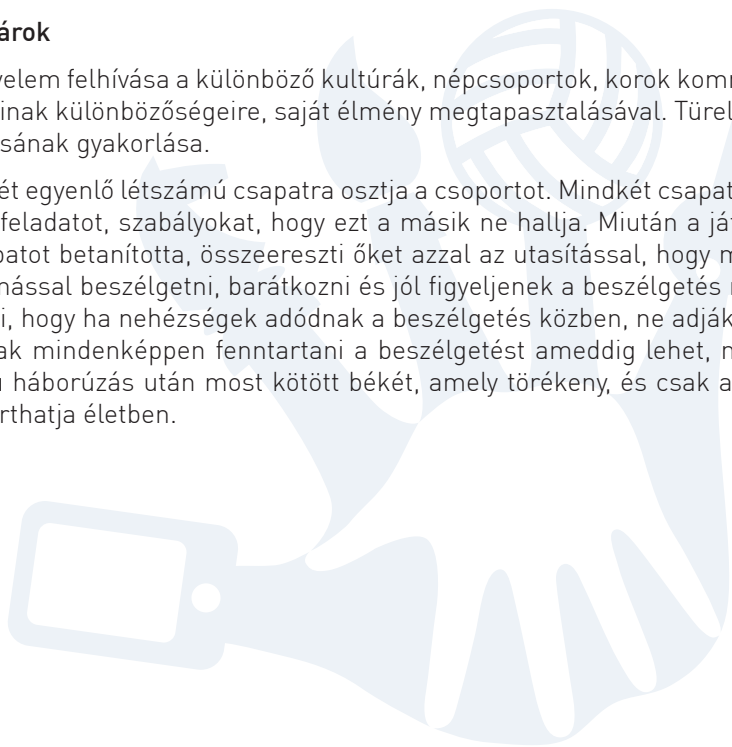 árok
yelem felhívása a különböző kultúrák, népcsoportok, korok komm
inak különbözőségeire, saját élmény megtapasztalásával. Türel
sának gyakorlása.
ét egyenlő létszámú csapatra osztja a csoportot. Mindkét csapat
feladatot, szabályokat, hogy ezt a másik ne hallja. Miután a já
patot betanította, összeereszti őket azzal az utasítással, hogy m
mással beszélgetni, barátkozni és jól figyeljenek a beszélgetés
i, hogy ha nehézségek adódnak a beszélgetés közben, ne adják
ak mindenképpen fenntartani a beszélgetést ameddig lehet, m
háborúzás után most kötött békét, amely törékeny, és csak a
rthatja életben.